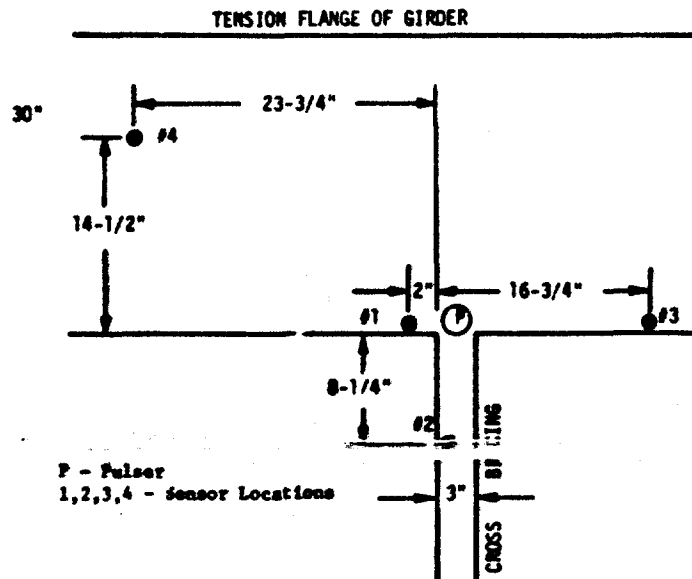 TENSION FLANGE OF GIRDER
30"
23-3/4"
#4
14-1/2"
2"
16-3/4"
#1
P
#3
8-1/4"
#2
P - Pulser
1,2,3,4 - Sensor Locations
3"
CROSS